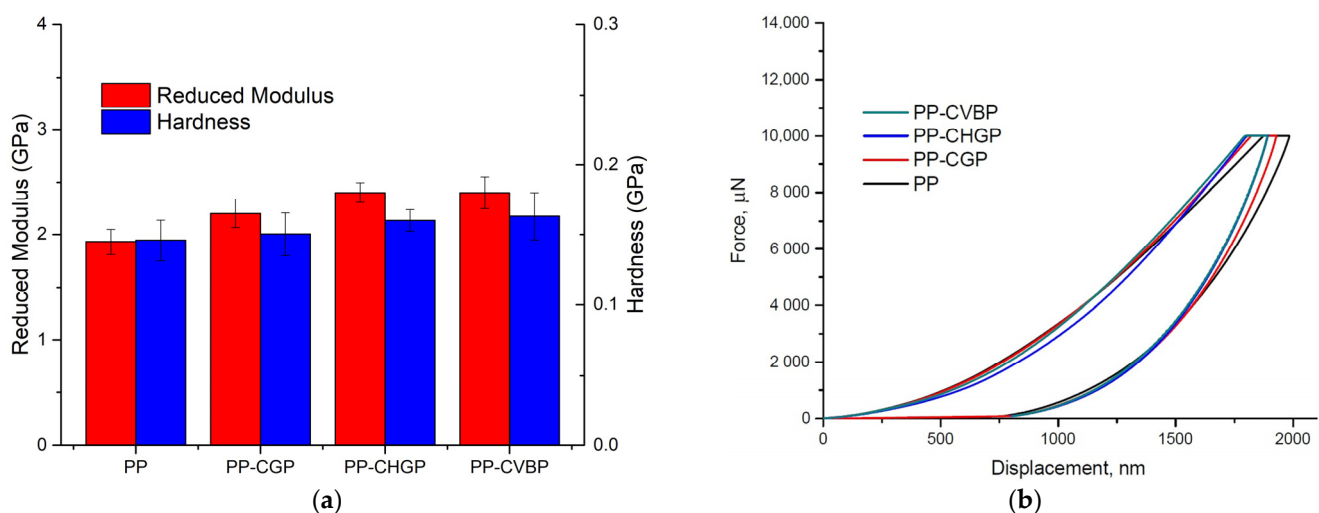 4
3
2
1
0
Reduced Modulus (GPa)
Reduced Modulus
Hardness
0.3
0.2
0.1
0.0
Hardness (GPa)
PP PP-CGP PP-CHGP PP-CVBP
(a)
14,000
12,000
10,000
8 000
6 000
4 000
2 000
0
Force, µN
PP-CVBP
PP-CHGP
PP-CGP
PP
0 500 1000 1500 2000
Displacement, nm
(b)